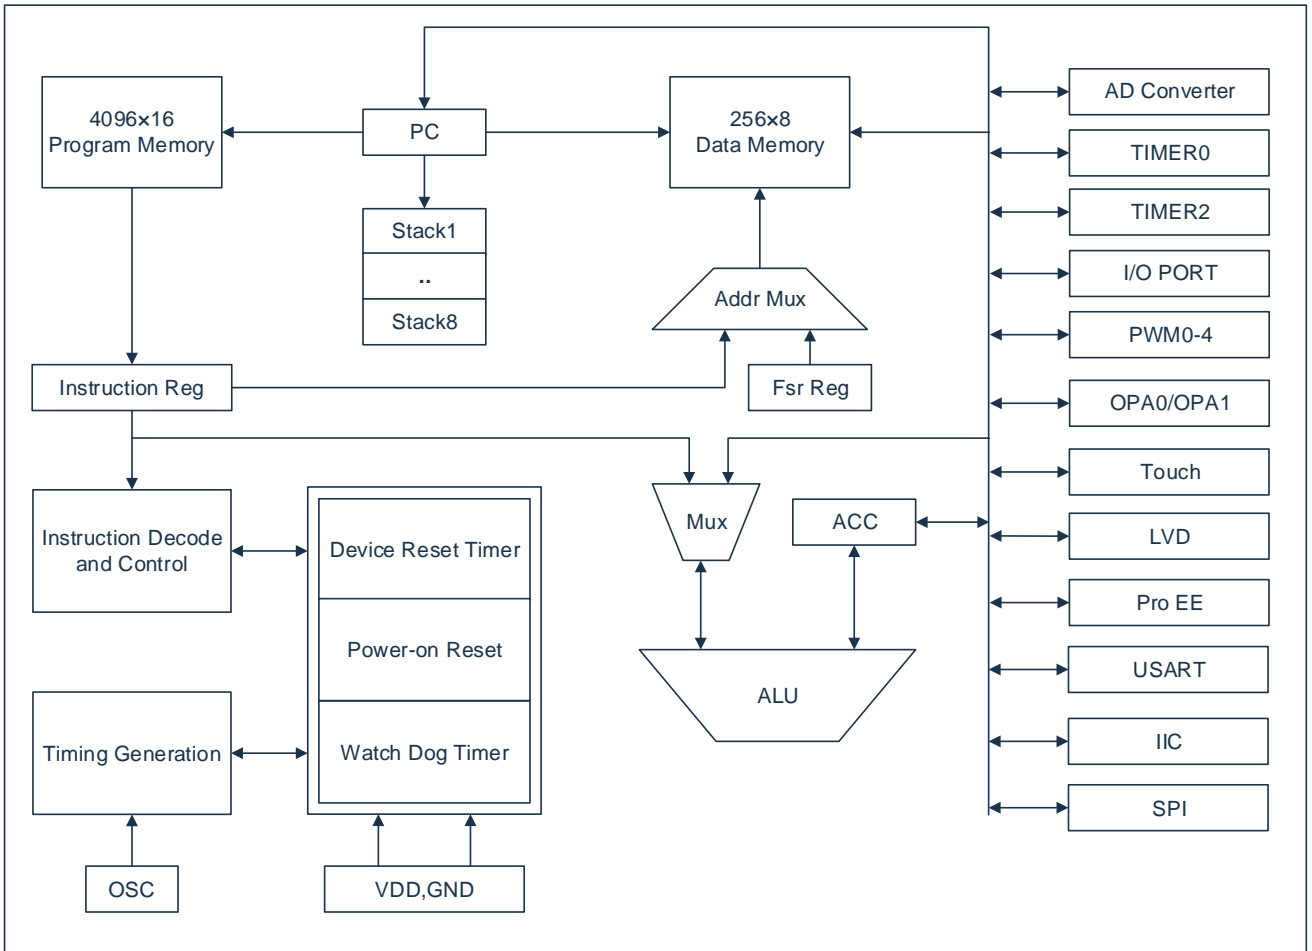 4096×16
Program Memory
PC
256×8
Data Memory
Stack1
..
Stack8
Addr Mux
Instruction Reg
Fsr Reg
Instruction Decode
and Control
Device Reset Timer
Power-on Reset
Watch Dog Timer
Timing Generation
OSC
VDD,GND
Mux
ACC
ALU
AD Converter
TIMER0
TIMER2
I/O PORT
PWM0-4
OPA0/OPA1
Touch
LVD
Pro EE
USART
IIC
SPI